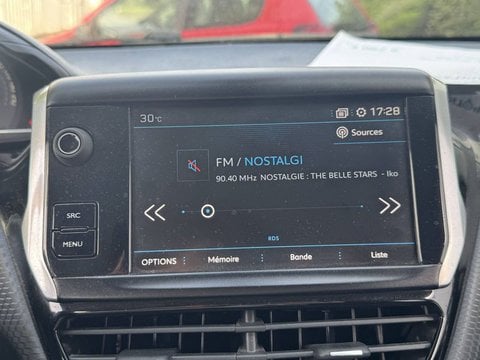 30°C 17:28
Sources
FM / NOSTALGI
90.40 MHz NOSTALGIE : THE BELLE STARS - Iko
SRC
MENU
RDS
OPTIONS Mémoire Bande Liste